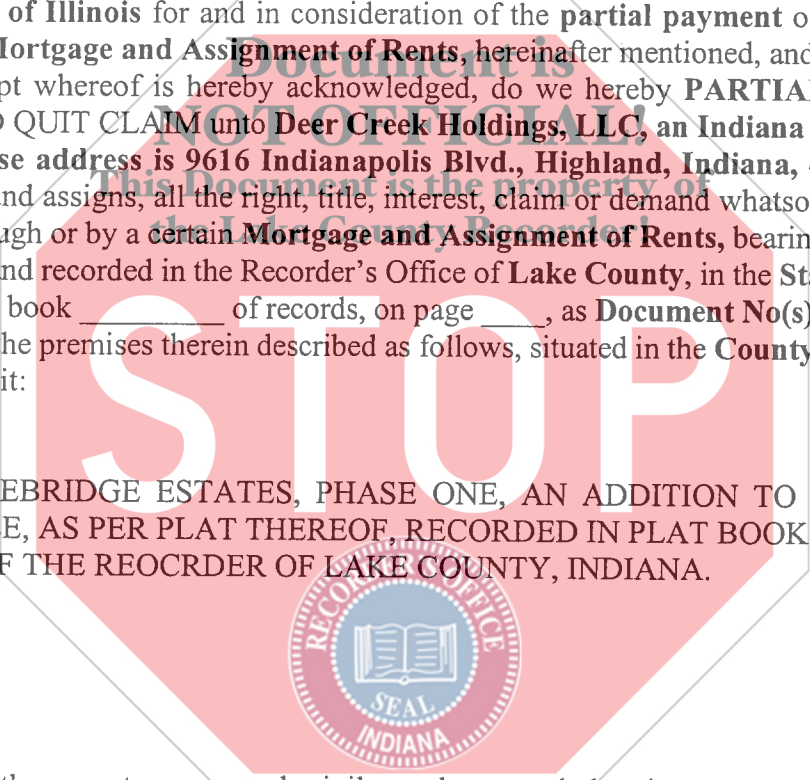 of Illinois for and in consideration of the partial payment o
Mortgage and Assignment of Rents, hereinafter mentioned, and
Document is
pt whereof is hereby acknowledged, do we hereby PARTIA
NOT OFFICIAL!
QUIT CLAIM unto Deer Creek Holdings, LLC, an Indiana
se address is 9616 Indianapolis Blvd., Highland, Indiana,
This Document is the property of
nd assigns, all the right, title, interest, claim or demand whatso
the Lake County Recorder!
ugh or by a certain Mortgage and Assignment of Rents, bearin
nd recorded in the Recorder's Office of Lake County, in the St
book _________ of records, on page ____, as Document No(s)
he premises therein described as follows, situated in the County
it:
STOP
EBRIDGE ESTATES, PHASE ONE, AN ADDITION TO
E, AS PER PLAT THEREOF, RECORDED IN PLAT BOOK
F THE REOCRDER OF LAKE COUNTY, INDIANA.
RECORDER'S OFFICE
SEAL
INDIANA